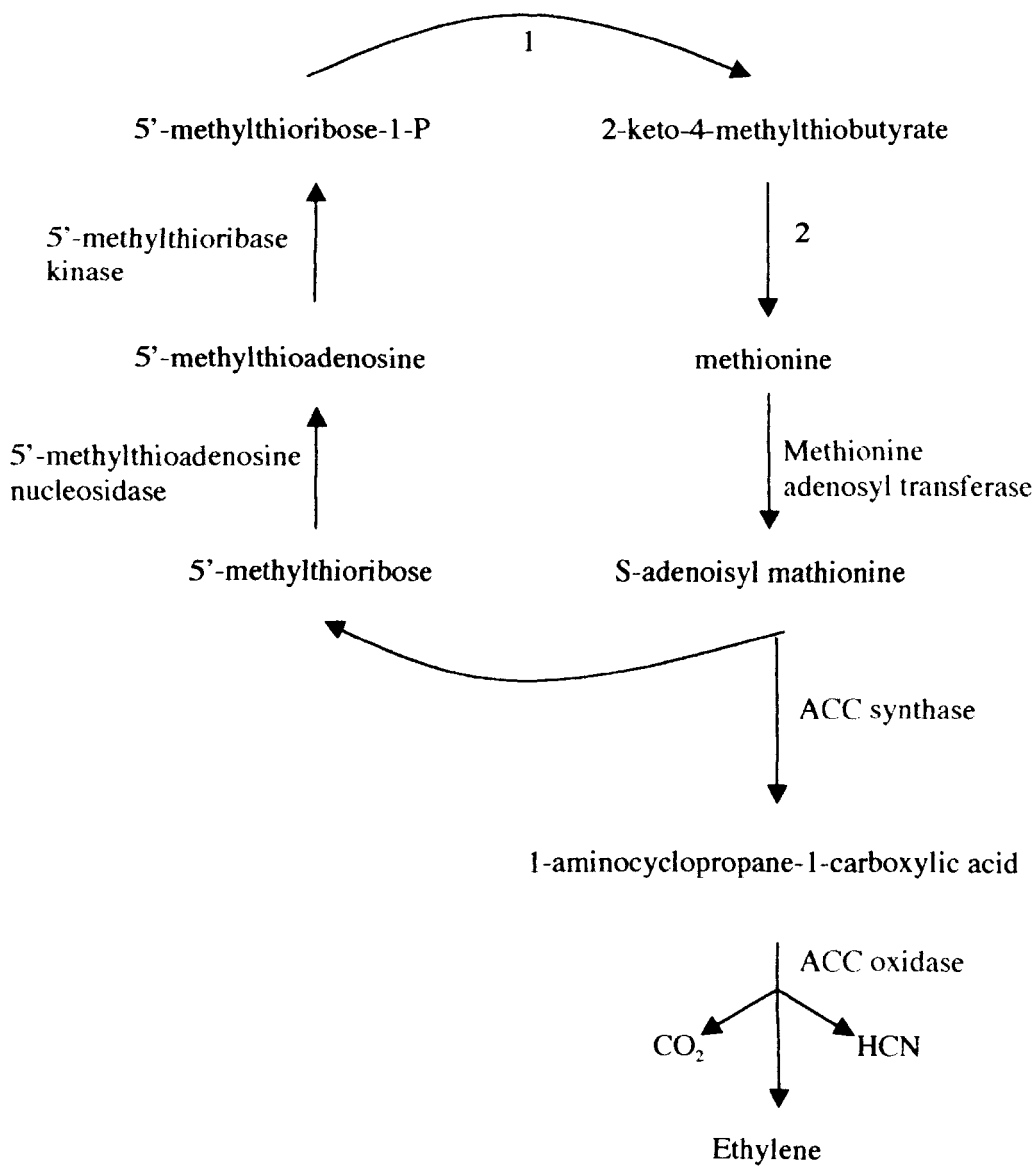 1
5'-methylthioribose-1-P
2-keto-4-methylthiobutyrate
5'-methylthioribase
kinase
2
5'-methylthioadenosine
methionine
5'-methylthioadenosine
nucleosidase
Methionine
adenosyl transferase
5'-methylthioribose
S-adenoisyl mathionine
ACC synthase
1-aminocyclopropane-1-carboxylic acid
ACC oxidase
CO₂
HCN
Ethylene